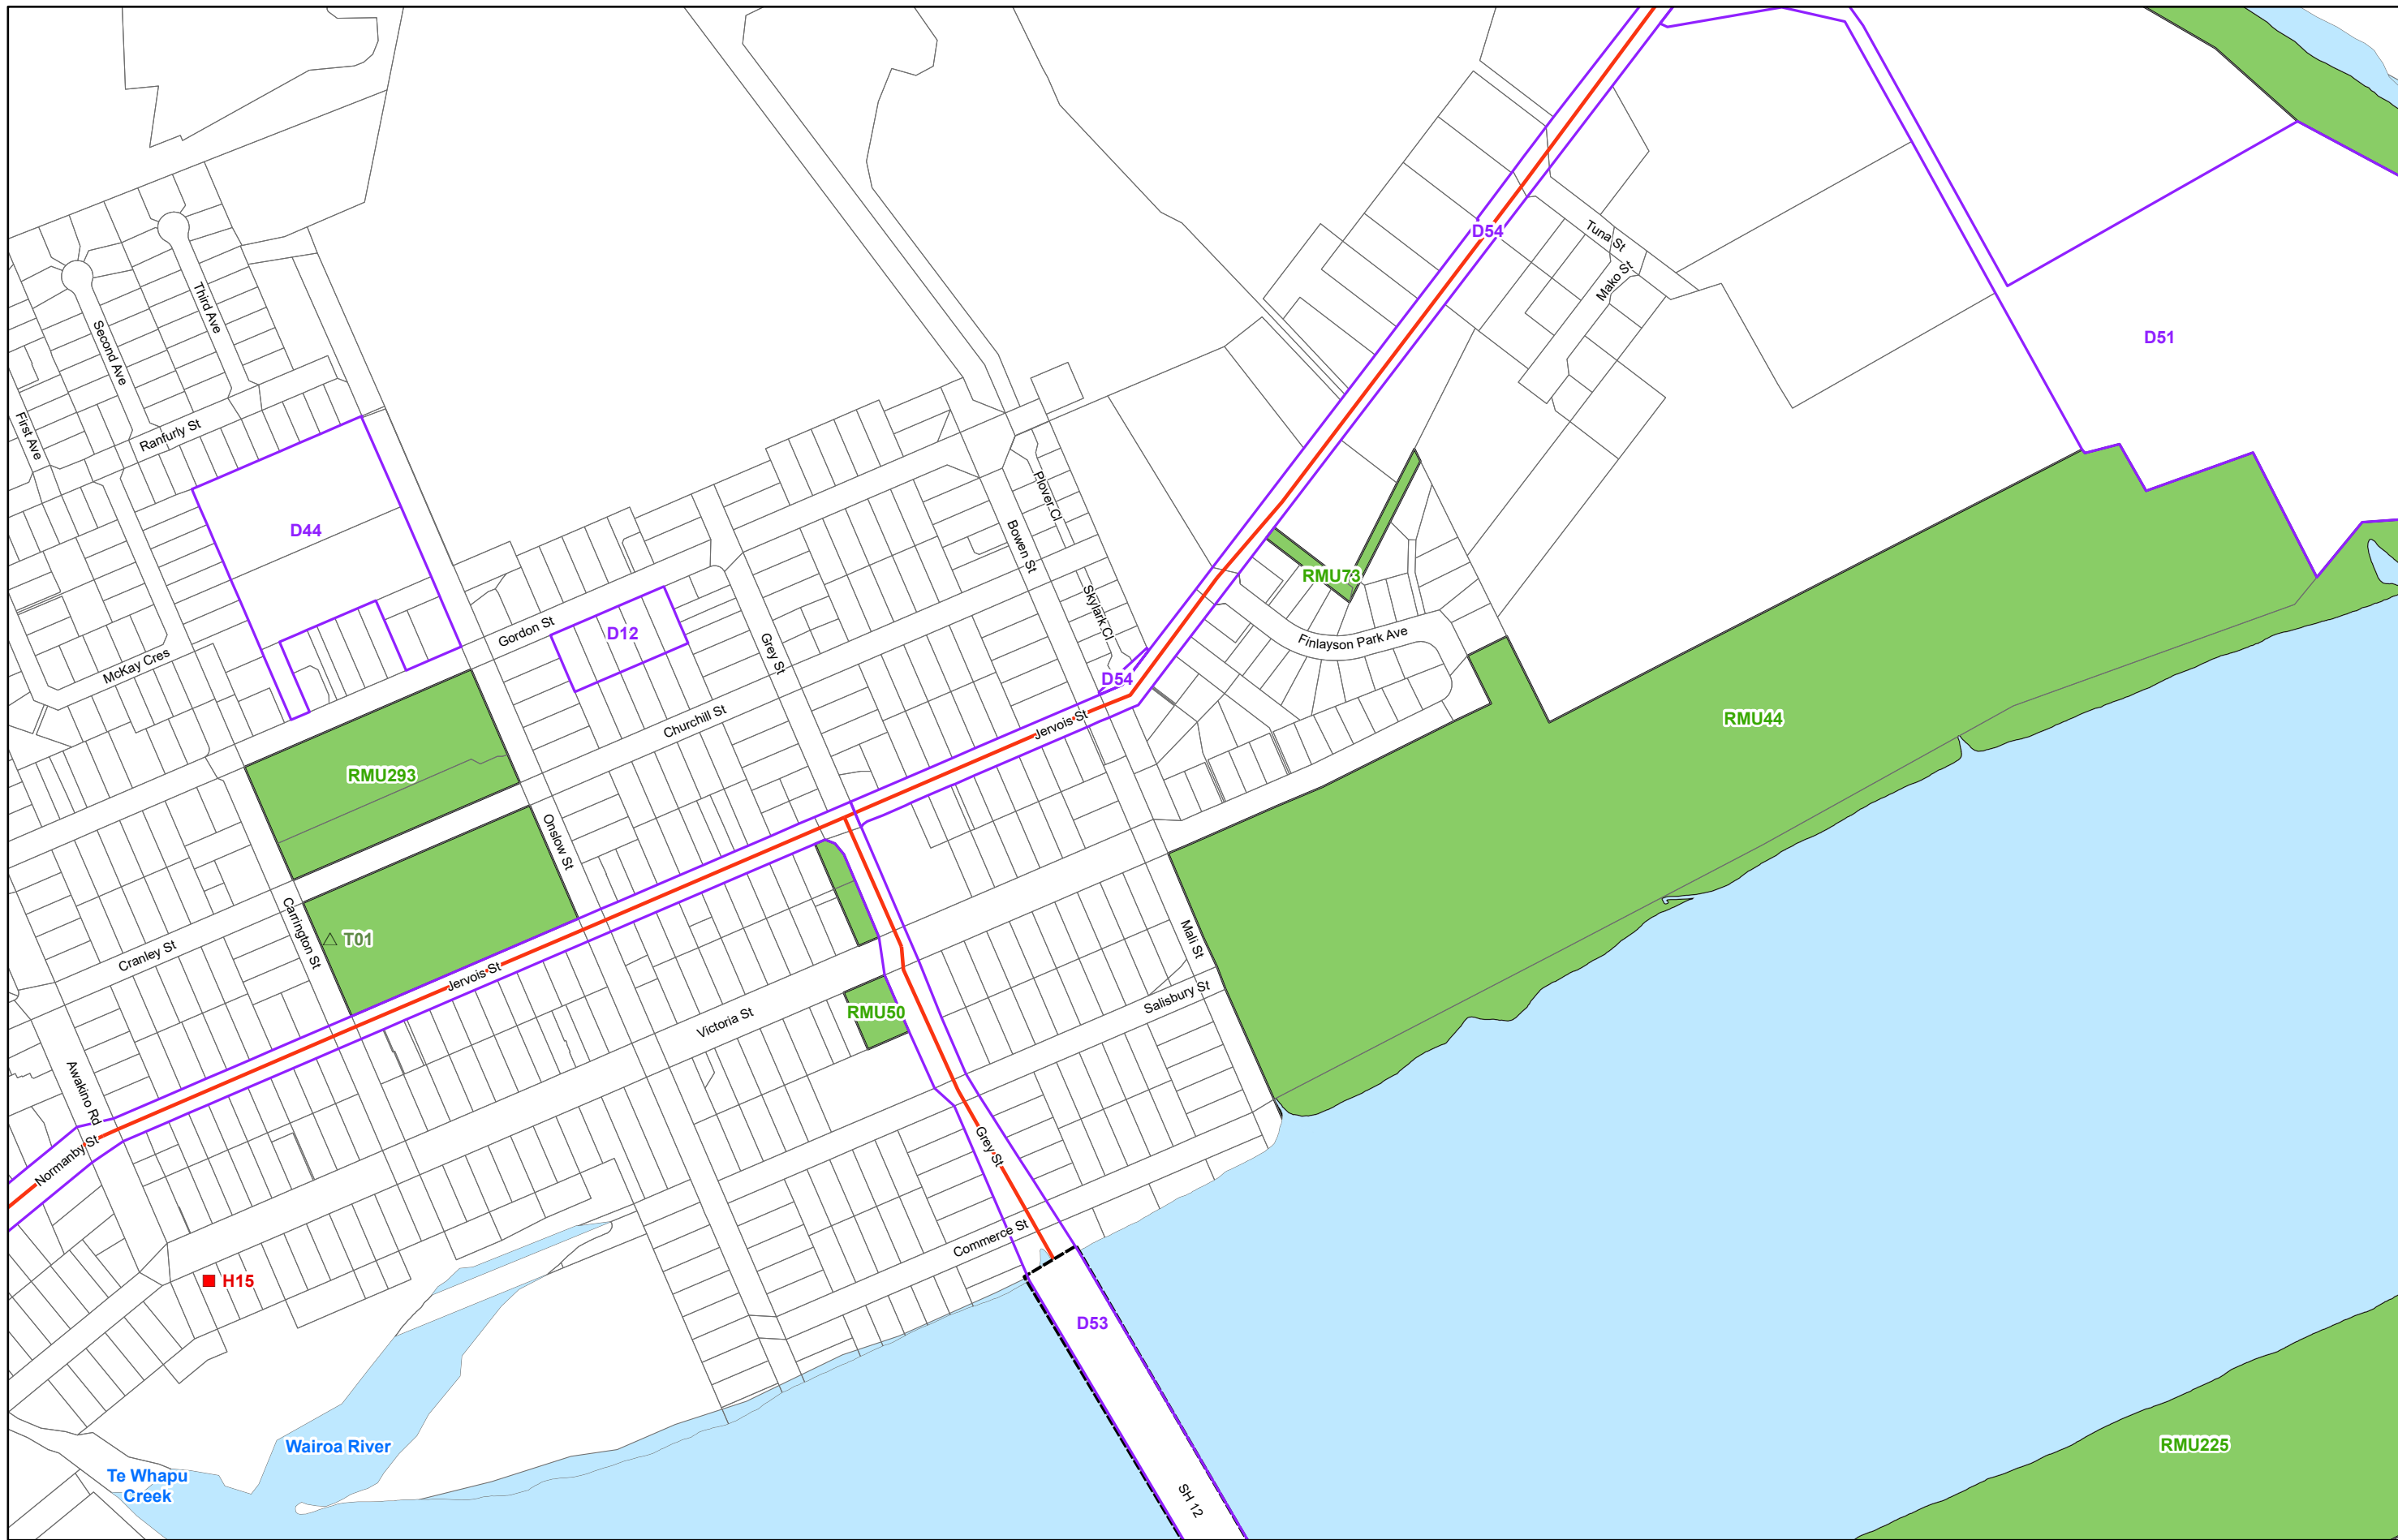 D54
Tuna St
Mako St
Third Ave
Second Ave
First Ave
D51
Ranfurly St
Plover Cl
D44
Bowen St
RMU73
Skylark Cl
Gordon St
D12
Grey St
Finlayson Park Ave
McKay Cres
D54
Churchill St
Jervois St
RMU44
RMU293
Onslow St
Carrington St
T01
Mali St
Cranley St
Jervois St
Salisbury St
RMU50
Victoria St
Awakino Rd
Normanby St
Grey St
Commerce St
H15
D53
Wairoa River
RMU225
Te Whapu
Creek
SH 12